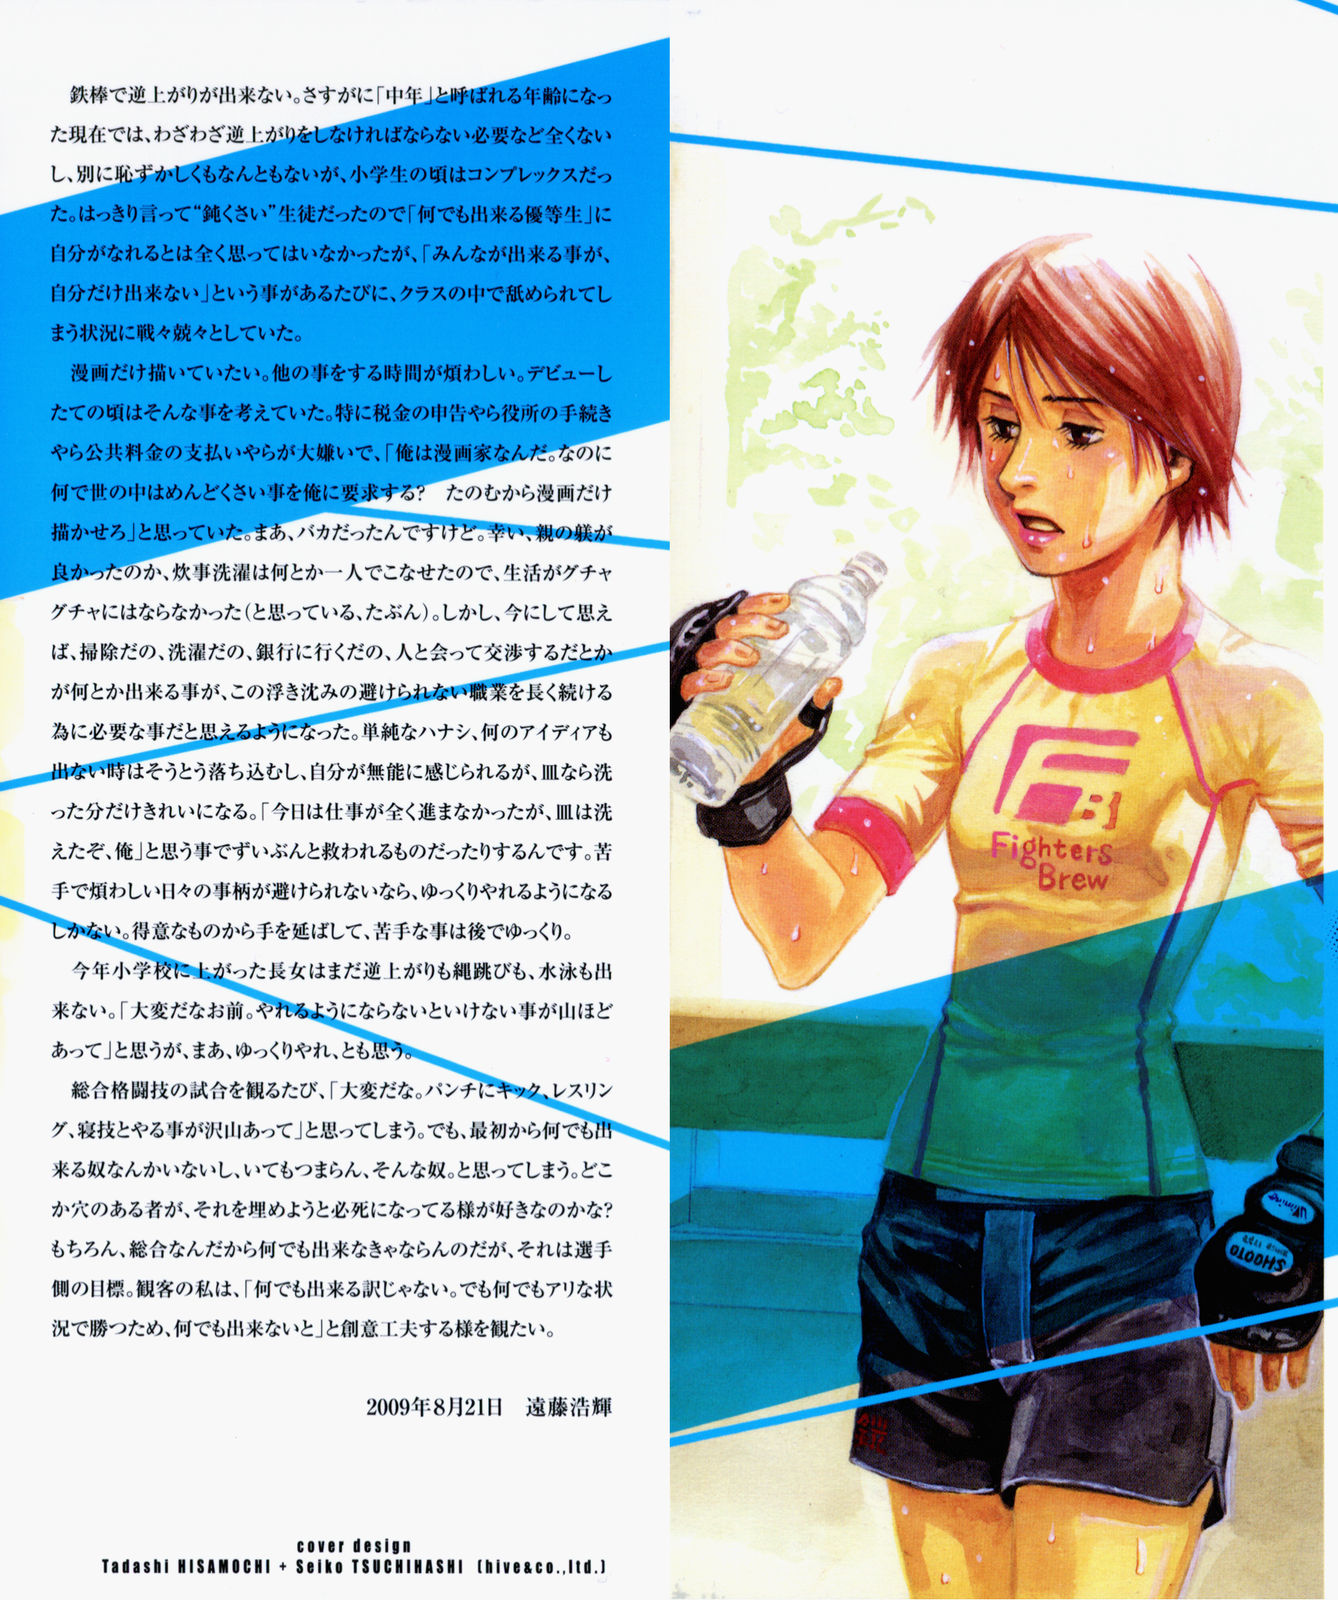 鉄棒で逆上がりが出来ない。さすがに「中年」と呼ばれる年齢になっ
た現在では、わざわざ逆上がりをしなければならない必要など全くない
し、別に恥ずかしくもなんともないが、小学生の頃はコンプレックスだっ
た。はっきり言って“鈍くさい”生徒だったので「何でも出来る優等生」に
自分がなれるとは全く思ってはいなかったが、「みんなが出来る事が、
自分だけ出来ない」という事があるたびに、クラスの中で舐められてし
まう状況に戦々兢々としていた。
漫画だけ描いていたい。他の事をする時間が煩わしい。デビューし
たての頃はそんな事を考えていた。特に税金の申告やら役所の手続き
やら公共料金の支払いやらが大嫌いで、「俺は漫画家なんだ。なのに
何で世の中はめんどくさい事を俺に要求する?　たのむから漫画だけ
描かせろ」と思っていた。まあ、バカだったんですけど。幸い、親の躾が
良かったのか、炊事洗濯は何とか一人でこなせたので、生活がグチャ
グチャにはならなかった(と思っている、たぶん)。しかし、今にして思え
ば、掃除だの、洗濯だの、銀行に行くだの、人と会って交渉するだとか
が何とか出来る事が、この浮き沈みの避けられない職業を長く続ける
為に必要な事だと思えるようになった。単純なハナシ、何のアイディアも
出ない時はそうとう落ち込むし、自分が無能に感じられるが、皿なら洗
った分だけきれいになる。「今日は仕事が全く進まなかったが、皿は洗
えたぞ、俺」と思う事でずいぶんと救われるものだったりするんです。苦
手で煩わしい日々の事柄が避けられないなら、ゆっくりやれるようになる
しかない。得意なものから手を延ばして、苦手な事は後でゆっくり。
今年小学校に上がった長女はまだ逆上がりも縄跳びも、水泳も出
来ない。「大変だなお前。やれるようにならないといけない事が山ほど
あって」と思うが、まあ、ゆっくりやれ、とも思う。
総合格闘技の試合を観るたび、「大変だな。パンチにキック、レスリン
グ、寝技とやる事が沢山あって」と思ってしまう。でも、最初から何でも出
来る奴なんかいないし、いてもつまらん、そんな奴。と思ってしまう。どこ
か穴のある者が、それを埋めようと必死になってる様が好きなのかな?
もちろん、総合なんだから何でも出来なきゃならんのだが、それは選手
側の目標。観客の私は、「何でも出来る訳じゃない。でも何でもアリな状
況で勝つため、何でも出来ないと」と創意工夫する様を観たい。
2009年8月21日　遠藤浩輝
cover design
Tadashi HISAMOCHI + Seiko TSUCHIHASHI (hive&co.,ltd.)
Fighters
Brew
SHOOTO